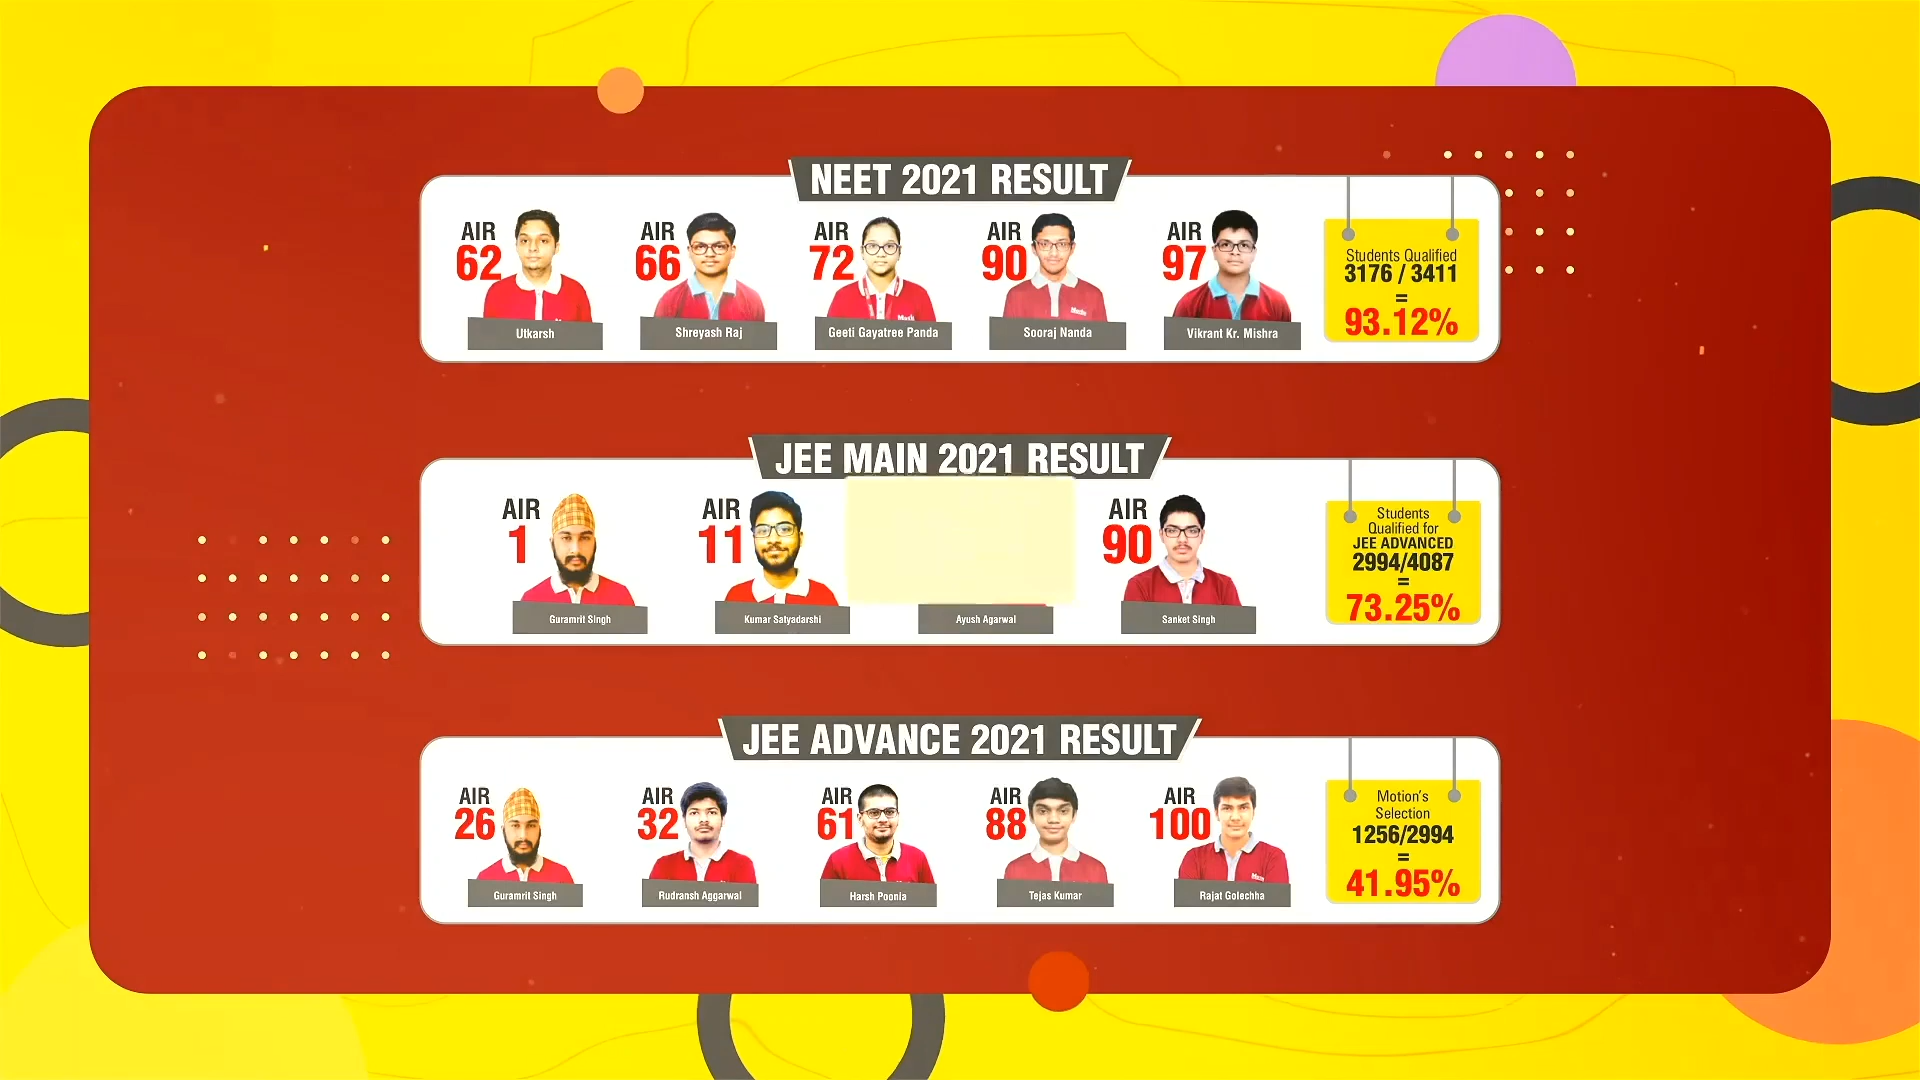 NEET 2021 RESULT
AIR
62
Utkarsh
AIR
66
Shreyash Raj
AIR
72
Geeti Gayatree Panda
AIR
90
Sooraj Nanda
AIR
97
Vikrant Kr. Mishra
Students Qualified
3176 / 3411
=
93.12%
JEE MAIN 2021 RESULT
AIR
1
Guramrit Singh
AIR
11
Kumar Satyadarshi
Ayush Agarwal
AIR
90
Sanket Singh
Students
Qualified for
JEE ADVANCED
2994/4087
=
73.25%
JEE ADVANCE 2021 RESULT
AIR
26
Guramrit Singh
AIR
32
Rudransh Aggarwal
AIR
61
Harsh Poonia
AIR
88
Tejas Kumar
AIR
100
Rajat Golechha
Motion's
Selection
1256/2994
=
41.95%